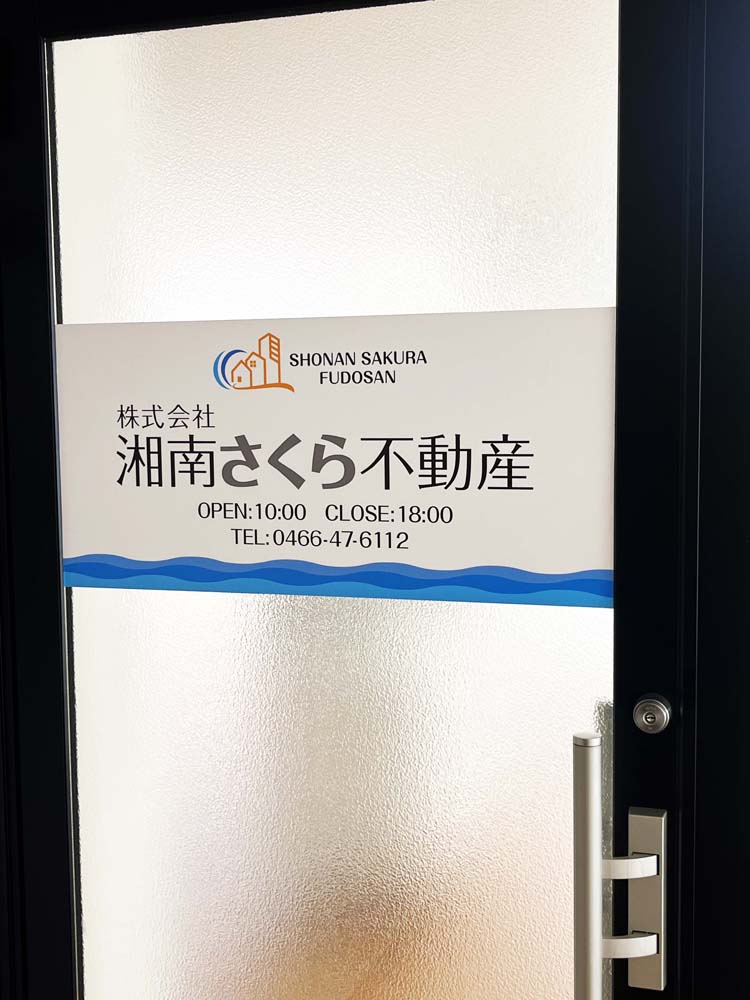 SHONAN SAKURA
FUDOSAN
株式会社
湘南さくら不動産
OPEN:10:00 CLOSE:18:00
TEL:0466-47-6112